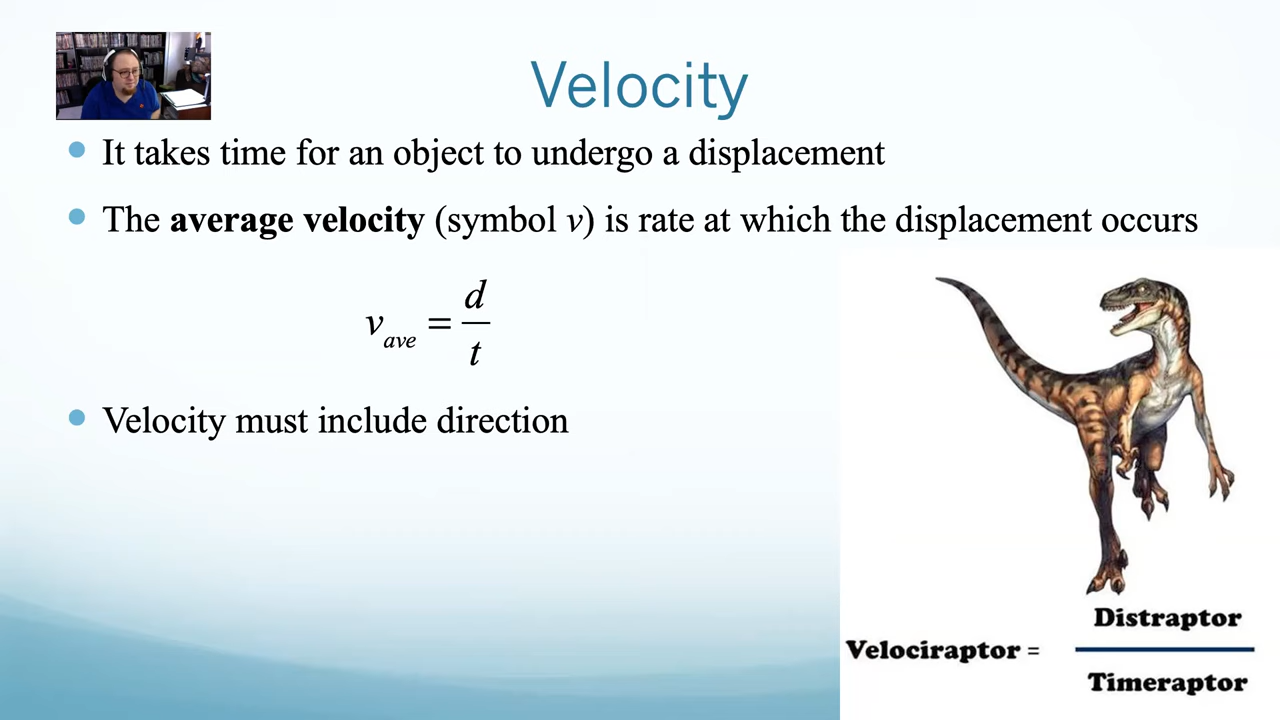 Velocity
It takes time for an object to undergo a displacement
The average velocity (symbol v) is rate at which the displacement occurs
v_ave = d/t
Velocity must include direction
Distraptor
Velociraptor =
Timeraptor